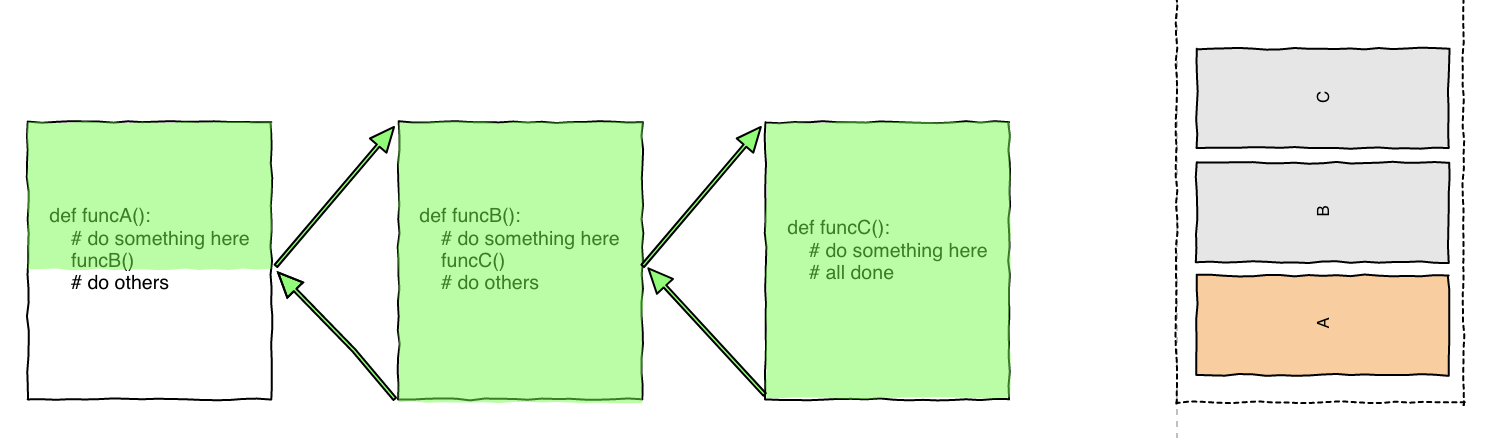 def funcA():
# do something here
funcB()
# do others
def funcB():
# do something here
funcC()
# do others
def funcC():
# do something here
# all done
C
B
A